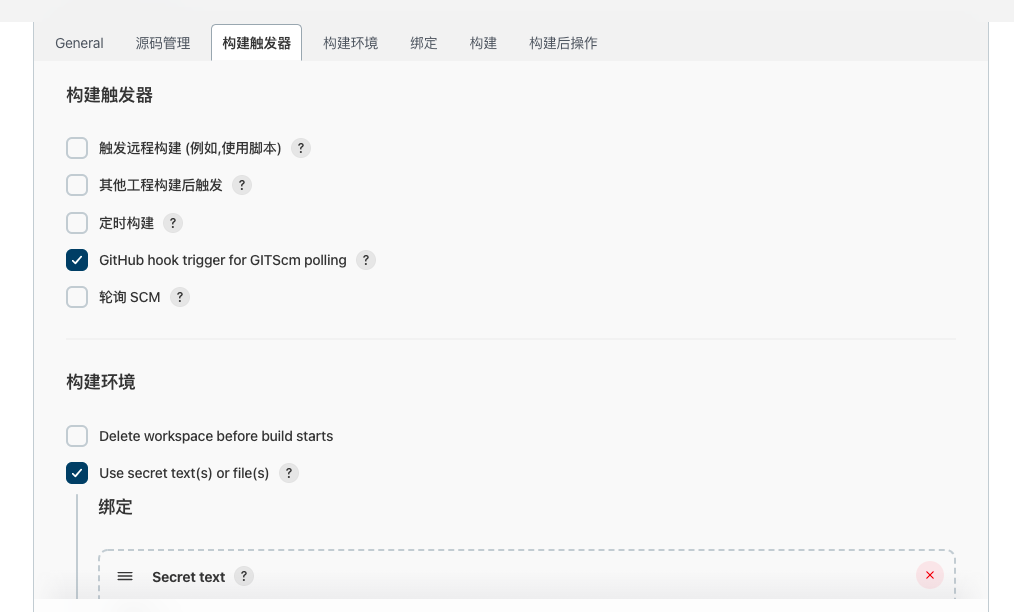 General 源码管理 构建触发器 构建环境 绑定 构建 构建后操作
构建触发器
触发远程构建 (例如,使用脚本) ?
其他工程构建后触发 ?
定时构建 ?
GitHub hook trigger for GITScm polling ?
轮询 SCM ?
构建环境
Delete workspace before build starts
Use secret text(s) or file(s) ?
绑定
Secret text ?